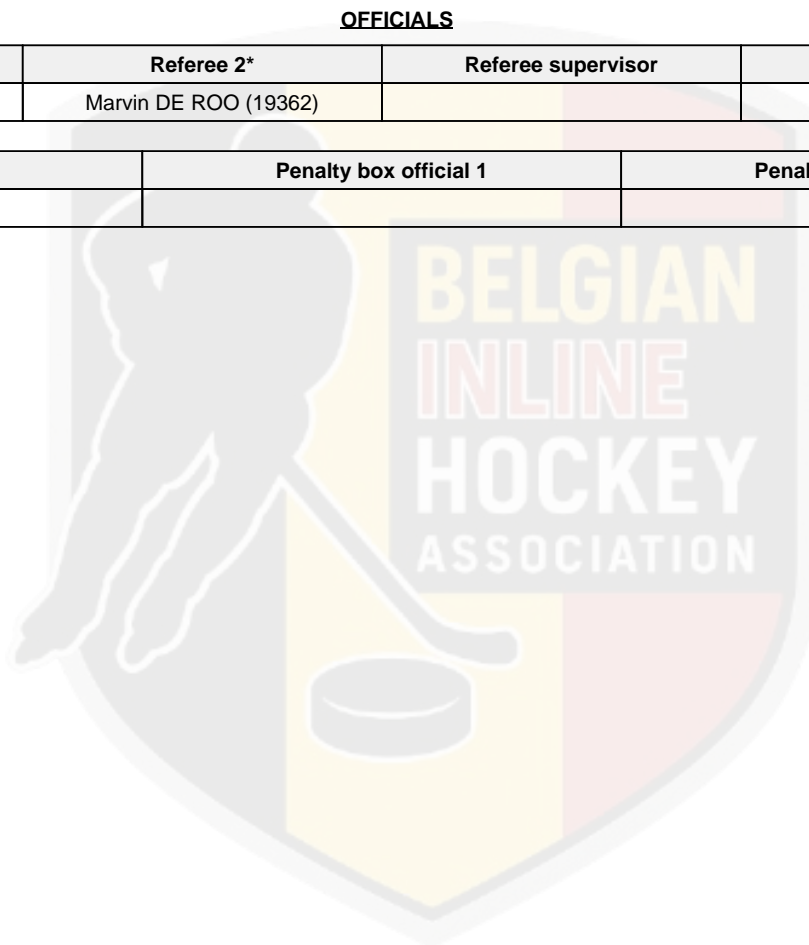 OFFICIALS
Referee 2* Referee supervisor
Marvin DE ROO (19362)
Penalty box official 1 Penal
BELGIAN
INLINE
HOCKEY
ASSOCIATION